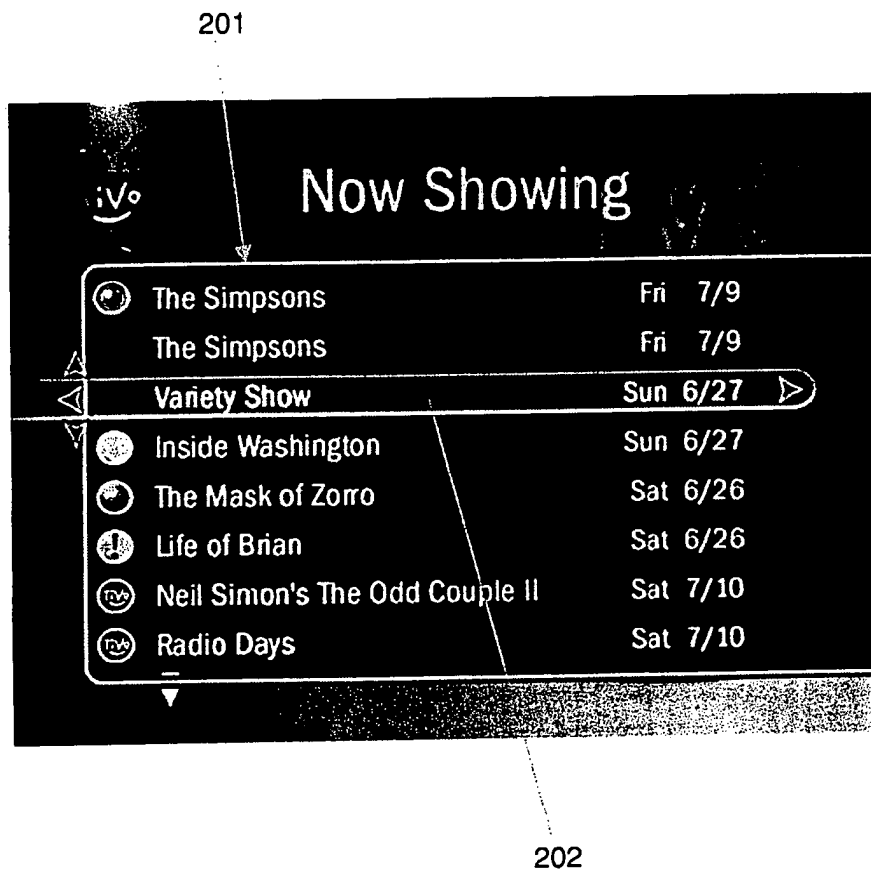 201
iVo
Now Showing
The Simpsons Fri 7/9
The Simpsons Fri 7/9
Variety Show Sun 6/27
Inside Washington Sun 6/27
The Mask of Zorro Sat 6/26
Life of Brian Sat 6/26
TiVo Neil Simon's The Odd Couple II Sat 7/10
TiVo Radio Days Sat 7/10
202